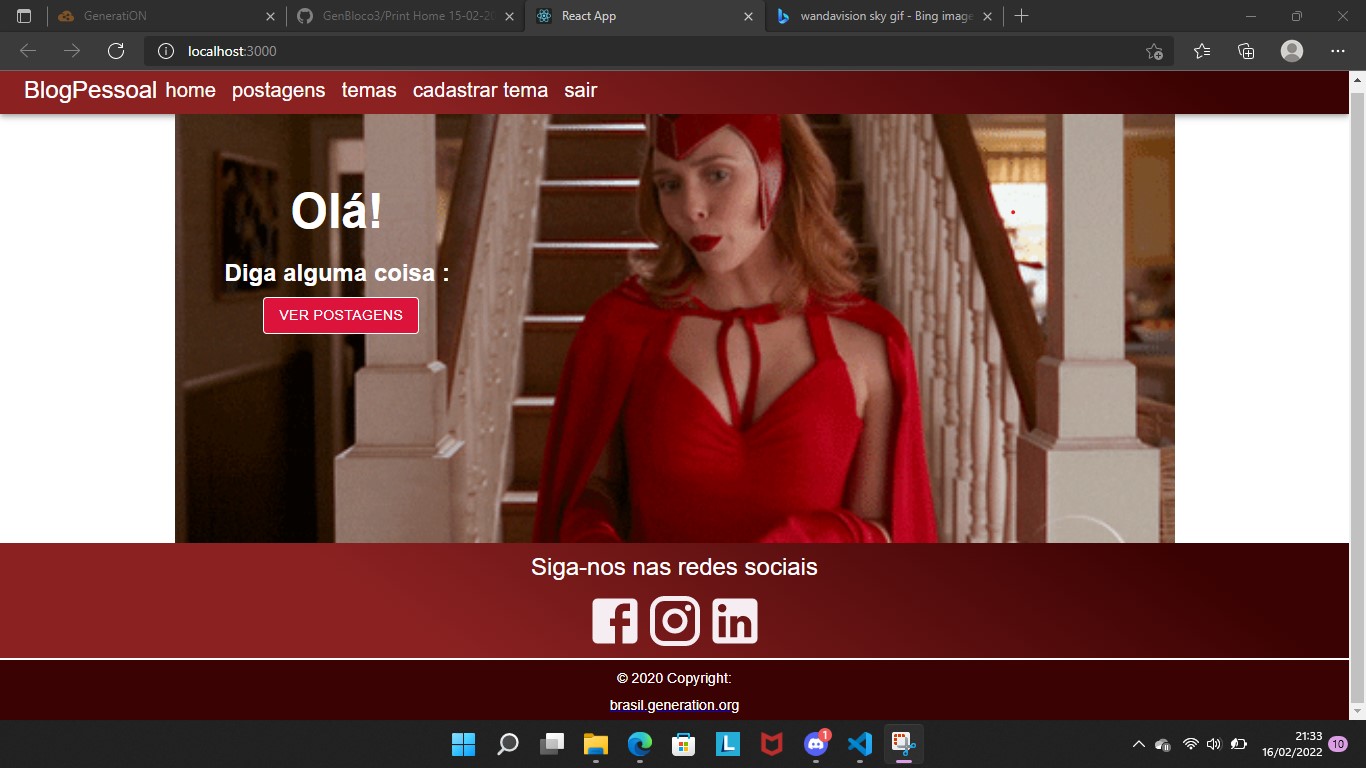 GeneratiON
GenBloco3/Print Home 15-02-20
React App
wandavision sky gif - Bing image
localhost:3000
BlogPessoal home postagens temas cadastrar tema sair
Olá!
Diga alguma coisa :
VER POSTAGENS
Siga-nos nas redes sociais
© 2020 Copyright:
brasil.generation.org
L
1
21:33
16/02/2022
10